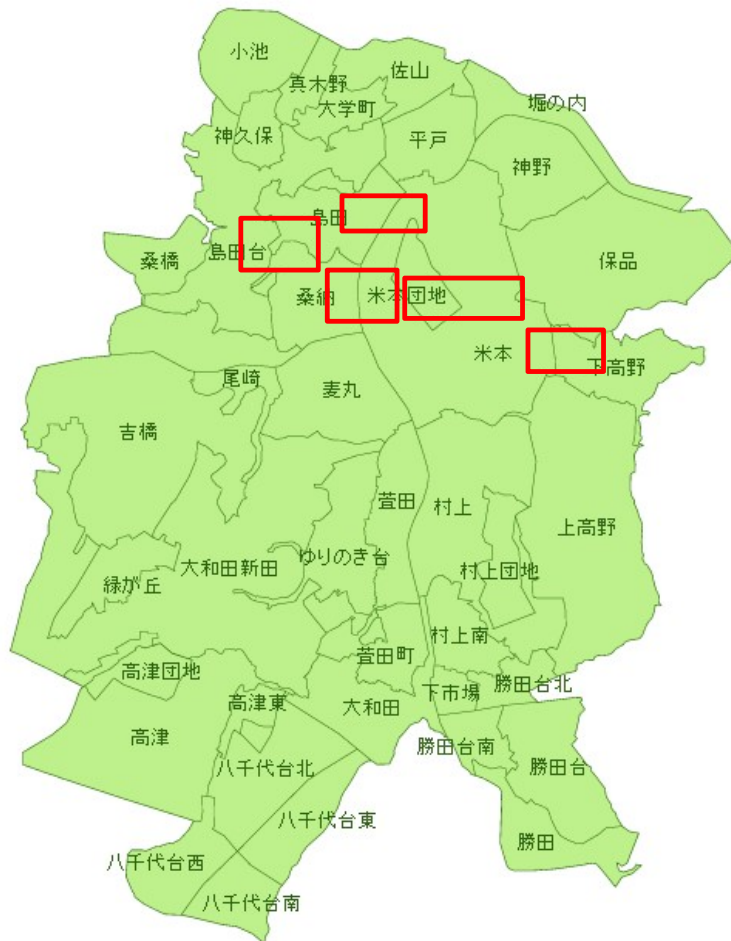 小池
佐山
真木野
大学町
堀の内
神久保
平戸
神野
島田
島田台
桑橋
保品
桑納
米本団地
米本
下高野
尾崎
麦丸
吉橋
萱田
村上
上高野
ゆりのき台
大和田新田
村上団地
緑が丘
村上南
萱田町
高津団地
勝田台北
下市場
高津東
大和田
高津
勝田台南
八千代台北
勝田台
八千代台東
勝田
八千代台西
八千代台南